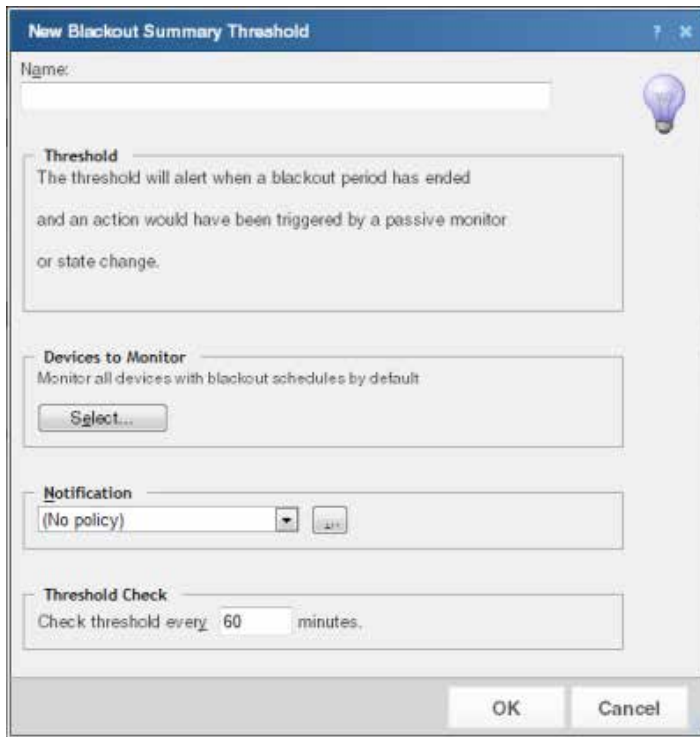 New Blackout Summary Threshold ? ×
Name:
Threshold
The threshold will alert when a blackout period has ended
and an action would have been triggered by a passive monitor
or state change.
Devices to Monitor
Monitor all devices with blackout schedules by default
Select...
Notification
(No policy) ...
Threshold Check
Check threshold every 60 minutes.
OK Cancel